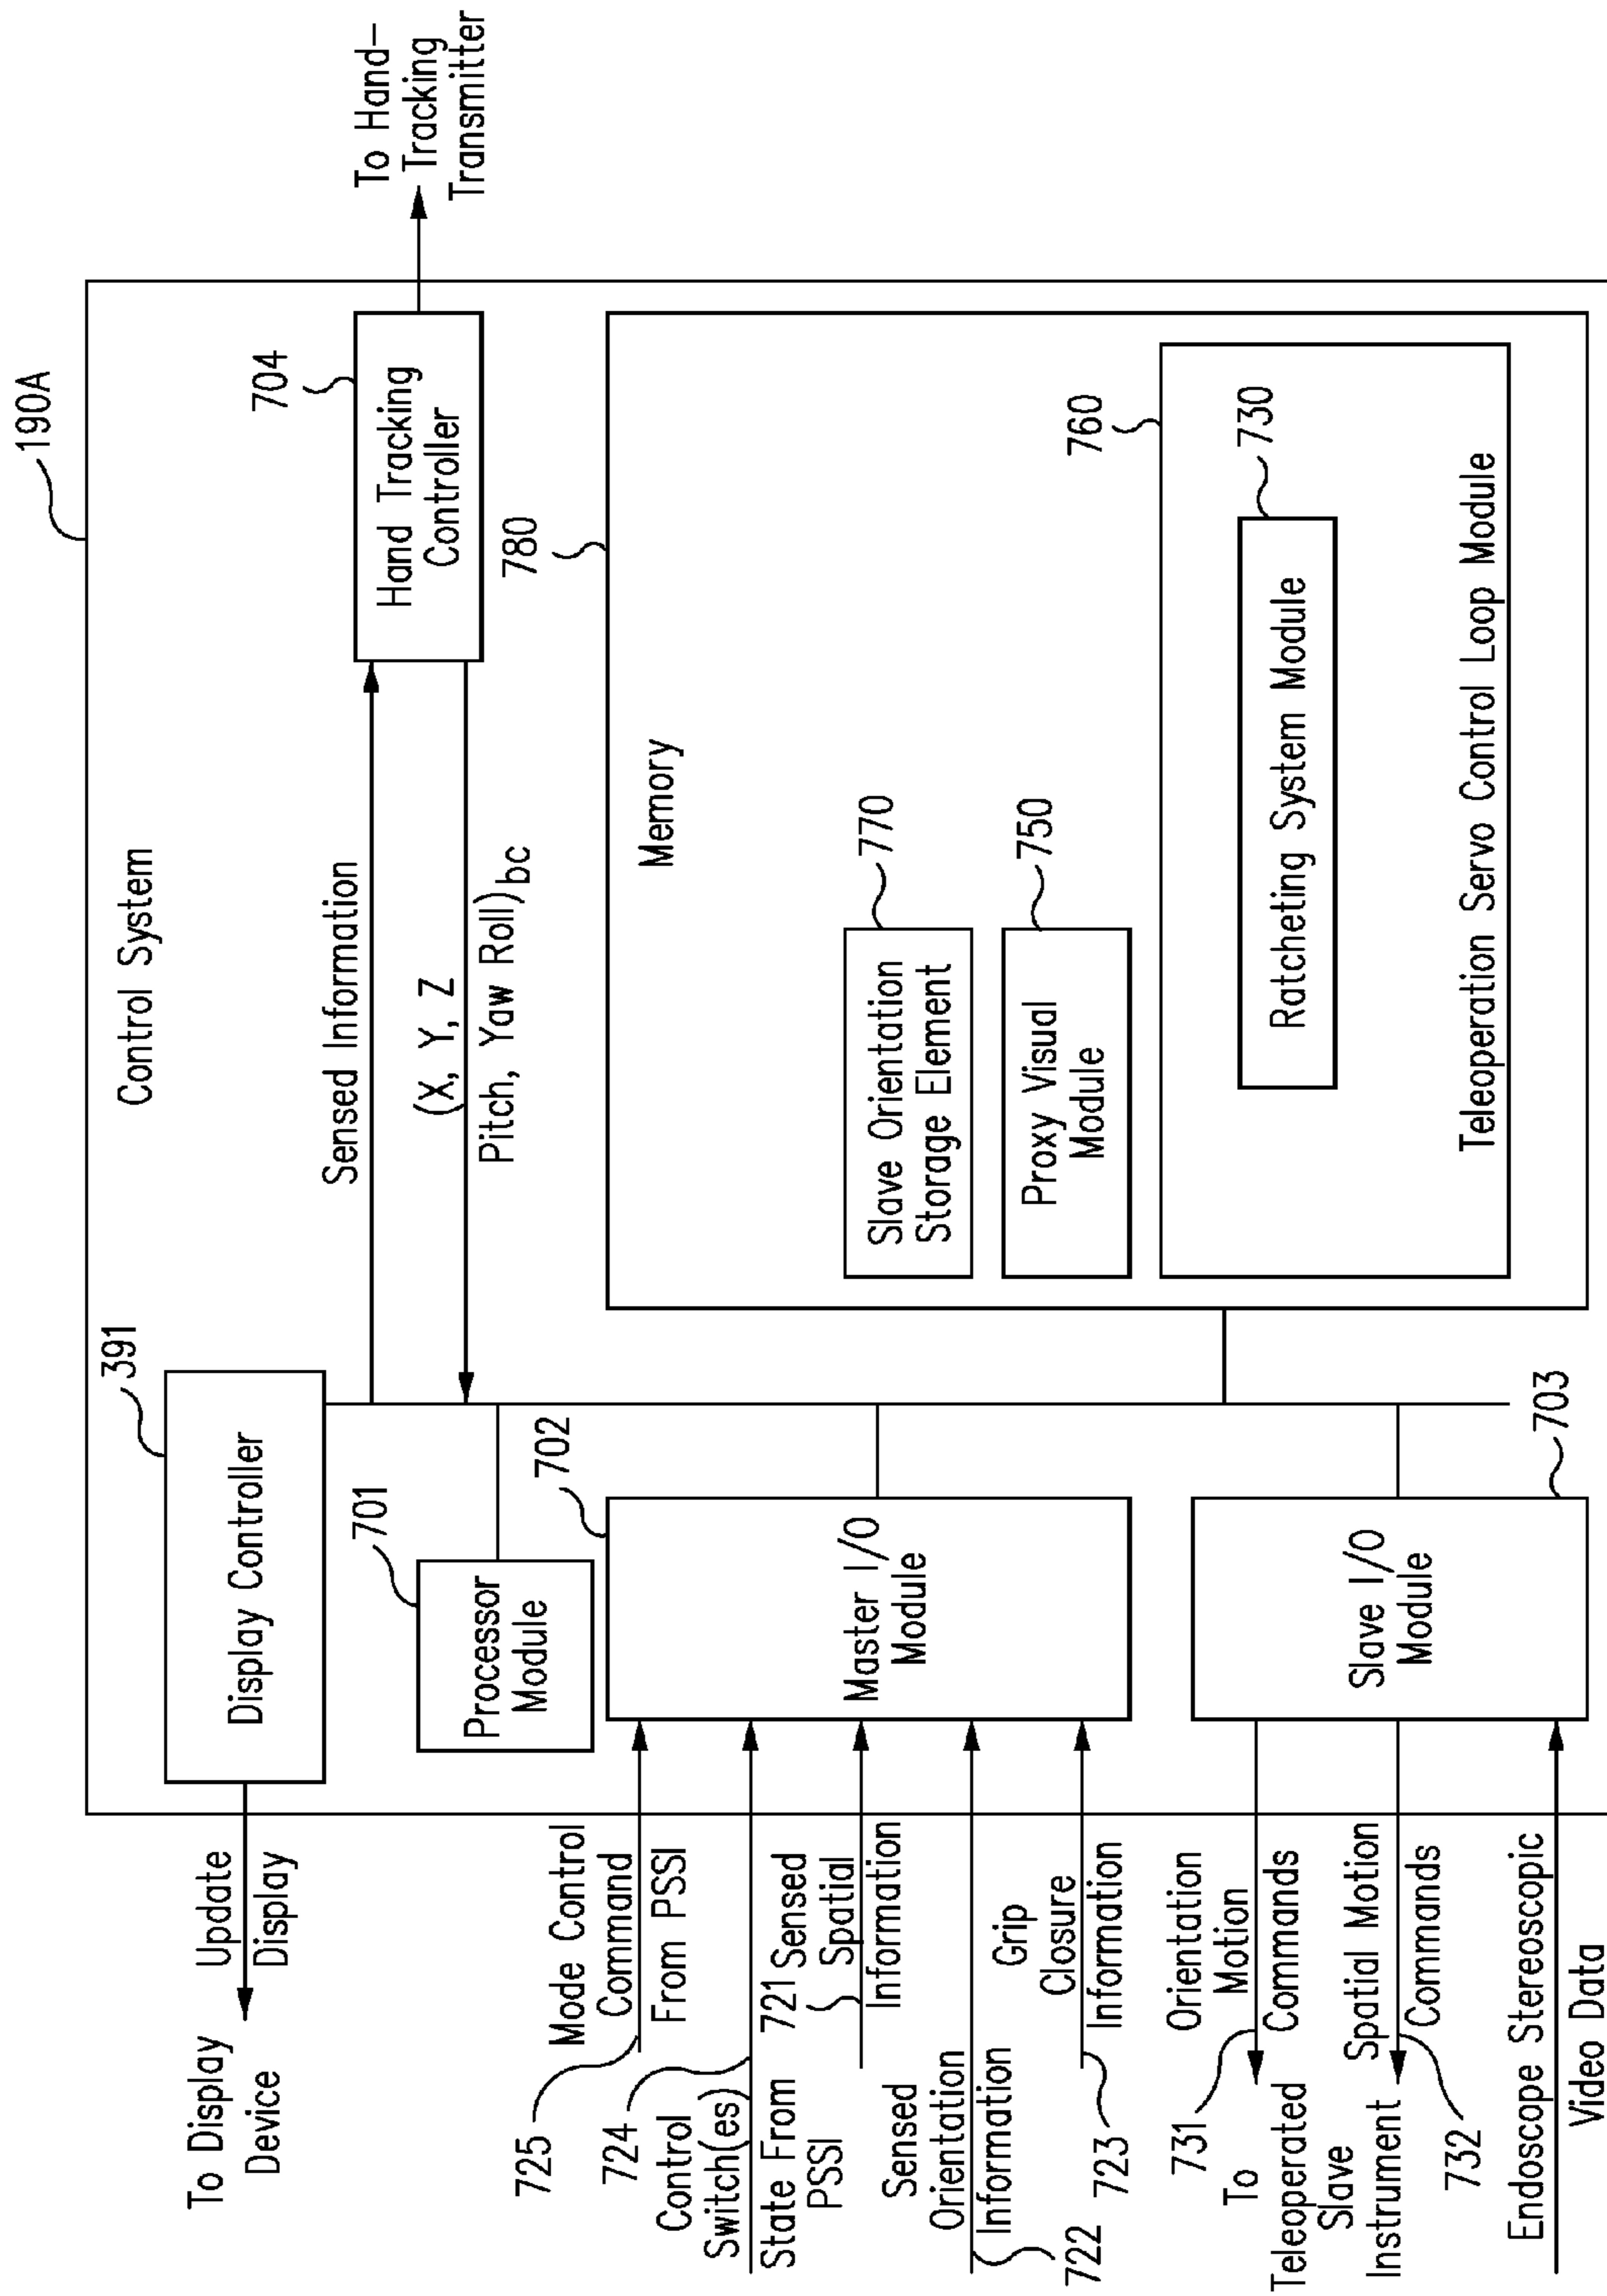 190A
Control System
391
Display Controller
Update
Display
To Display
Device
Sensed Information
(X, Y, Z
Pitch, Yaw Roll)bc
704
Hand Tracking
Controller
To Hand-
Tracking
Transmitter
701
Processor
Module
702
Master I/O
Module
725
Mode Control
Command
From PSSI
724
Control
Switch(es)
State From
PSSI
721
Sensed
Spatial
Information
722
Sensed
Orientation
Information
723
Grip
Closure
Information
703
Slave I/O
Module
731
Orientation
Motion
Commands
To
Teleoperated
Slave
Instrument
732
Spatial Motion
Commands
Endoscope Stereoscopic
Video Data
780
Memory
770
Slave Orientation
Storage Element
750
Proxy Visual
Module
760
730
Ratcheting System Module
Teleoperation Servo Control Loop Module